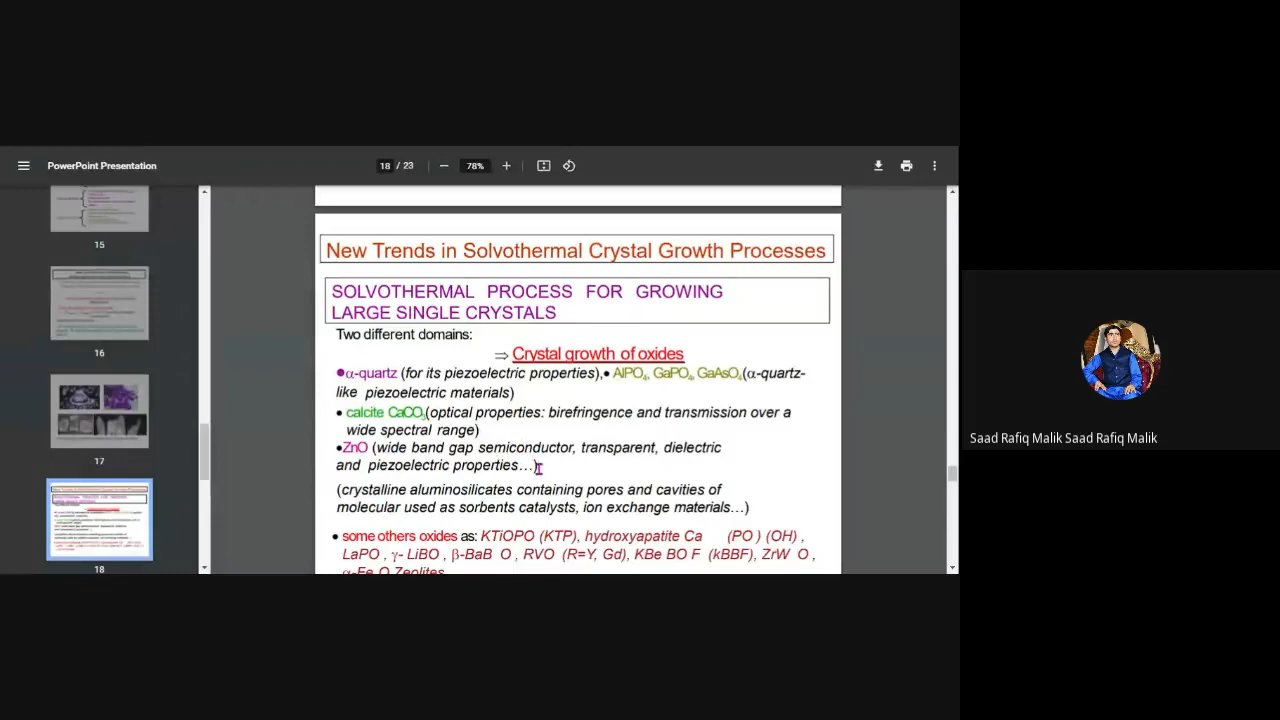 PowerPoint Presentation
18 / 23
78%
15
16
17
18
New Trends in Solvothermal Crystal Growth Processes
SOLVOTHERMAL PROCESS FOR GROWING
LARGE SINGLE CRYSTALS
Two different domains:
⇒ Crystal growth of oxides
•α-quartz (for its piezoelectric properties),• AlPO4, GaPO4, GaAsO4(α-quartz-
like piezoelectric materials)
• calcite CaCO3(optical properties: birefringence and transmission over a
wide spectral range)
•ZnO (wide band gap semiconductor, transparent, dielectric
and piezoelectric properties…)
(crystalline aluminosilicates containing pores and cavities of
molecular used as sorbents catalysts, ion exchange materials…)
• some others oxides as: KTiOPO (KTP), hydroxyapatite Ca (PO ) (OH) ,
LaPO , γ- LiBO , β-BaB O , RVO (R=Y, Gd), KBe BO F (kBBF), ZrW O ,
α-Fe O Zeolites
Saad Rafiq Malik Saad Rafiq Malik